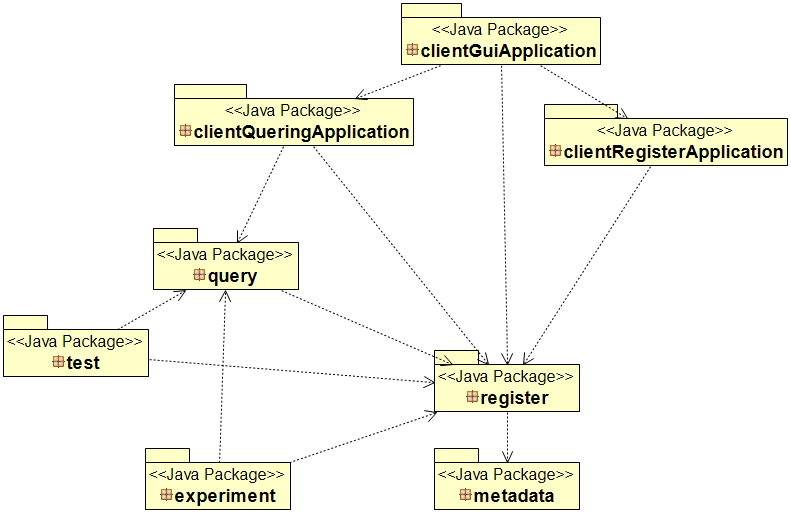 <<Java Package>>
clientGuiApplication
<<Java Package>>
clientQueringApplication
<<Java Package>>
clientRegisterApplication
<<Java Package>>
query
<<Java Package>>
test
<<Java Package>>
register
<<Java Package>>
experiment
<<Java Package>>
metadata